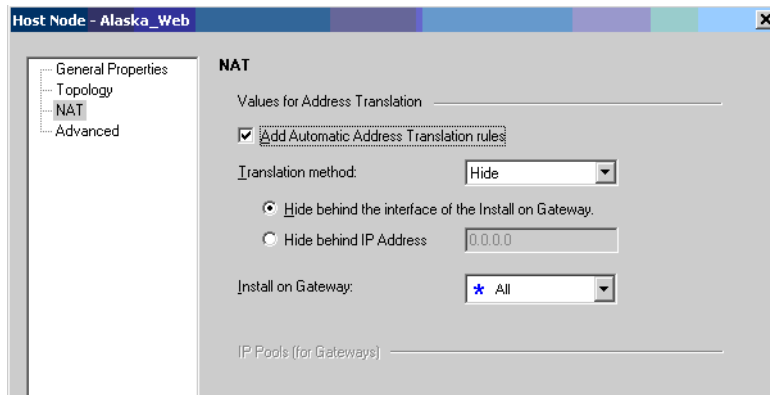 Host Node - Alaska_Web
General Properties
Topology
NAT
Advanced
NAT
Values for Address Translation
Add Automatic Address Translation rules
Translation method:
Hide
Hide behind the interface of the Install on Gateway.
Hide behind IP Address
0.0.0.0
Install on Gateway:
* All
IP Pools (for Gateways)